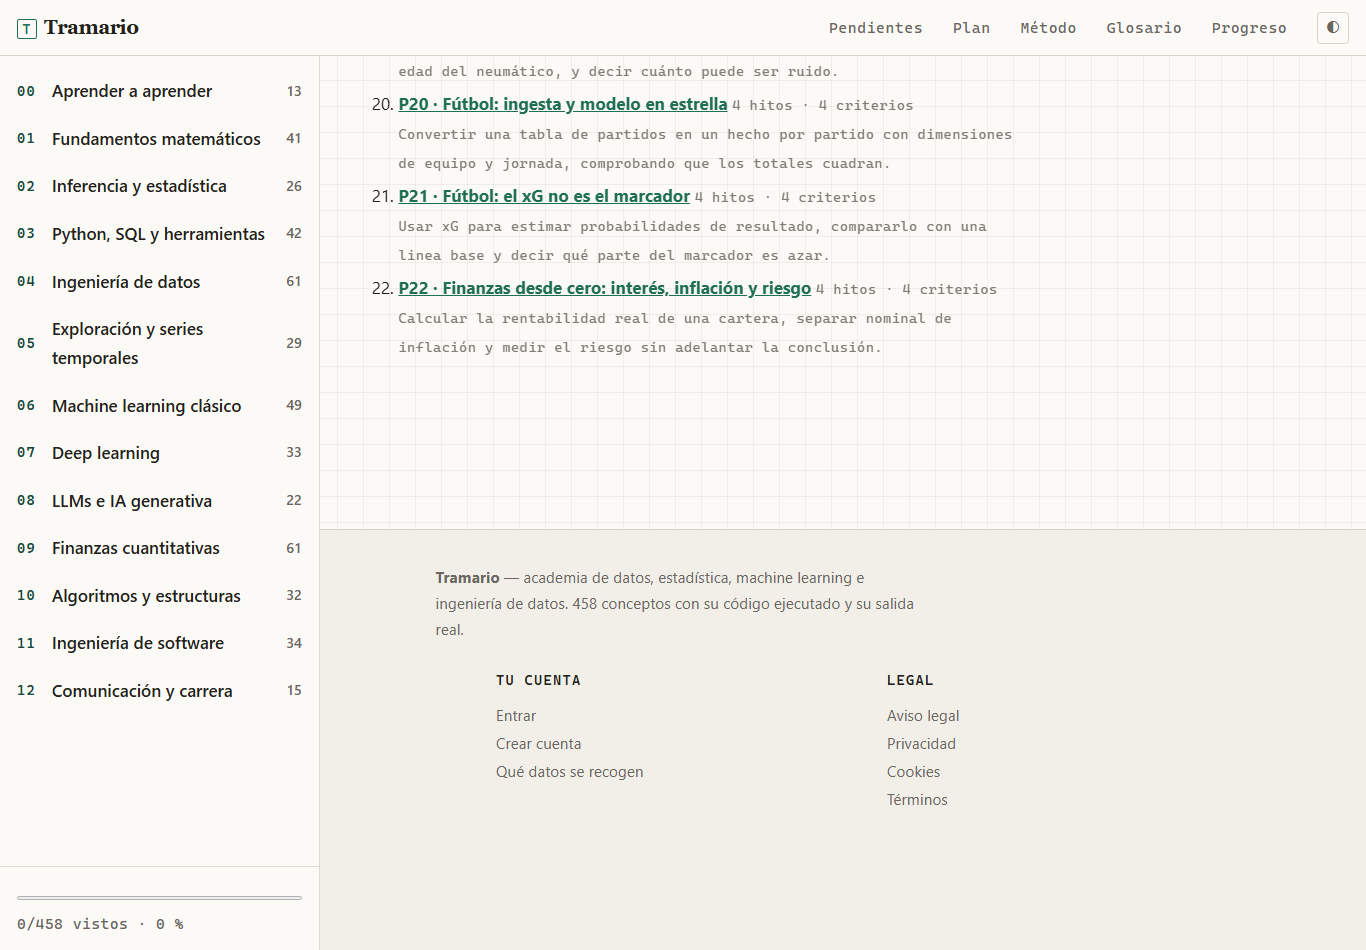 T Tramario
Pendientes Plan Método Glosario Progreso
00 Aprender a aprender 13
01 Fundamentos matemáticos 41
02 Inferencia y estadística 26
03 Python, SQL y herramientas 42
04 Ingeniería de datos 61
05 Exploración y series
temporales 29
06 Machine learning clásico 49
07 Deep learning 33
08 LLMs e IA generativa 22
09 Finanzas cuantitativas 61
10 Algoritmos y estructuras 32
11 Ingeniería de software 34
12 Comunicación y carrera 15
0/458 vistos · 0 %
edad del neumático, y decir cuánto puede ser ruido.
20. P20 · Fútbol: ingesta y modelo en estrella 4 hitos · 4 criterios
Convertir una tabla de partidos en un hecho por partido con dimensiones
de equipo y jornada, comprobando que los totales cuadran.
21. P21 · Fútbol: el xG no es el marcador 4 hitos · 4 criterios
Usar xG para estimar probabilidades de resultado, compararlo con una
linea base y decir qué parte del marcador es azar.
22. P22 · Finanzas desde cero: interés, inflación y riesgo 4 hitos · 4 criterios
Calcular la rentabilidad real de una cartera, separar nominal de
inflación y medir el riesgo sin adelantar la conclusión.
Tramario — academia de datos, estadística, machine learning e
ingeniería de datos. 458 conceptos con su código ejecutado y su salida
real.
TU CUENTA
Entrar
Crear cuenta
Qué datos se recogen
LEGAL
Aviso legal
Privacidad
Cookies
Términos